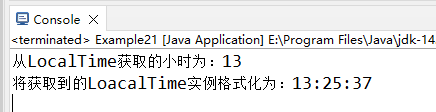 Console
<terminated> Example21 [Java Application] E:\Program Files\Java\jdk-14
从LocalTime获取的小时为：13
将获取到的LoacalTime实例格式化为：13:25:37